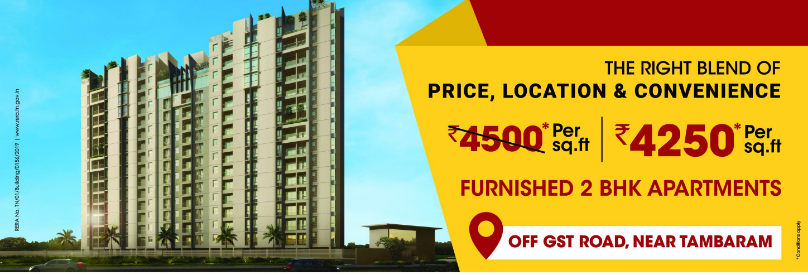 THE RIGHT BLEND OF
PRICE, LOCATION & CONVENIENCE
₹4500* Per sq.ft | ₹4250* Per sq.ft
FURNISHED 2 BHK APARTMENTS
OFF GST ROAD, NEAR TAMBARAM
*Conditions apply